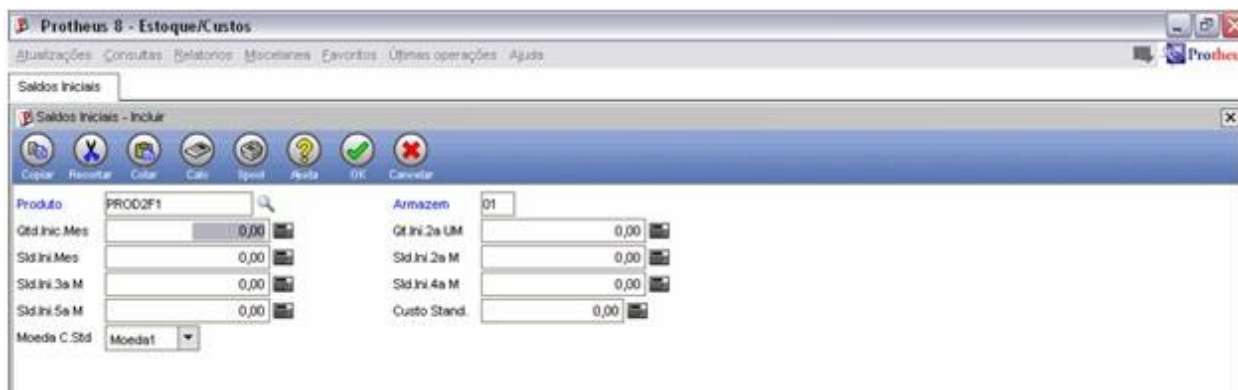 Protheus 8 - Estoque/Custos
Atualizações Consultas Relatorios Miscelanea Favoritos Últimas operações Ajuda
Protheu
Saldos Iniciais
Saldos Iniciais - Incluir
Copiar Recortar Colar Calc Spool Ajuda OK Cancelar
Produto PROD2F1 Armazem 01
Qtd.Inic.Mes 0,00 Qt.Ini.2a UM 0,00
Sld.Ini.Mes 0,00 Sld.Ini.2a M 0,00
Sld.Ini.3a M 0,00 Sld.Ini.4a M 0,00
Sld.Ini.5a M 0,00 Custo Stand. 0,00
Moeda C.Std Moeda1